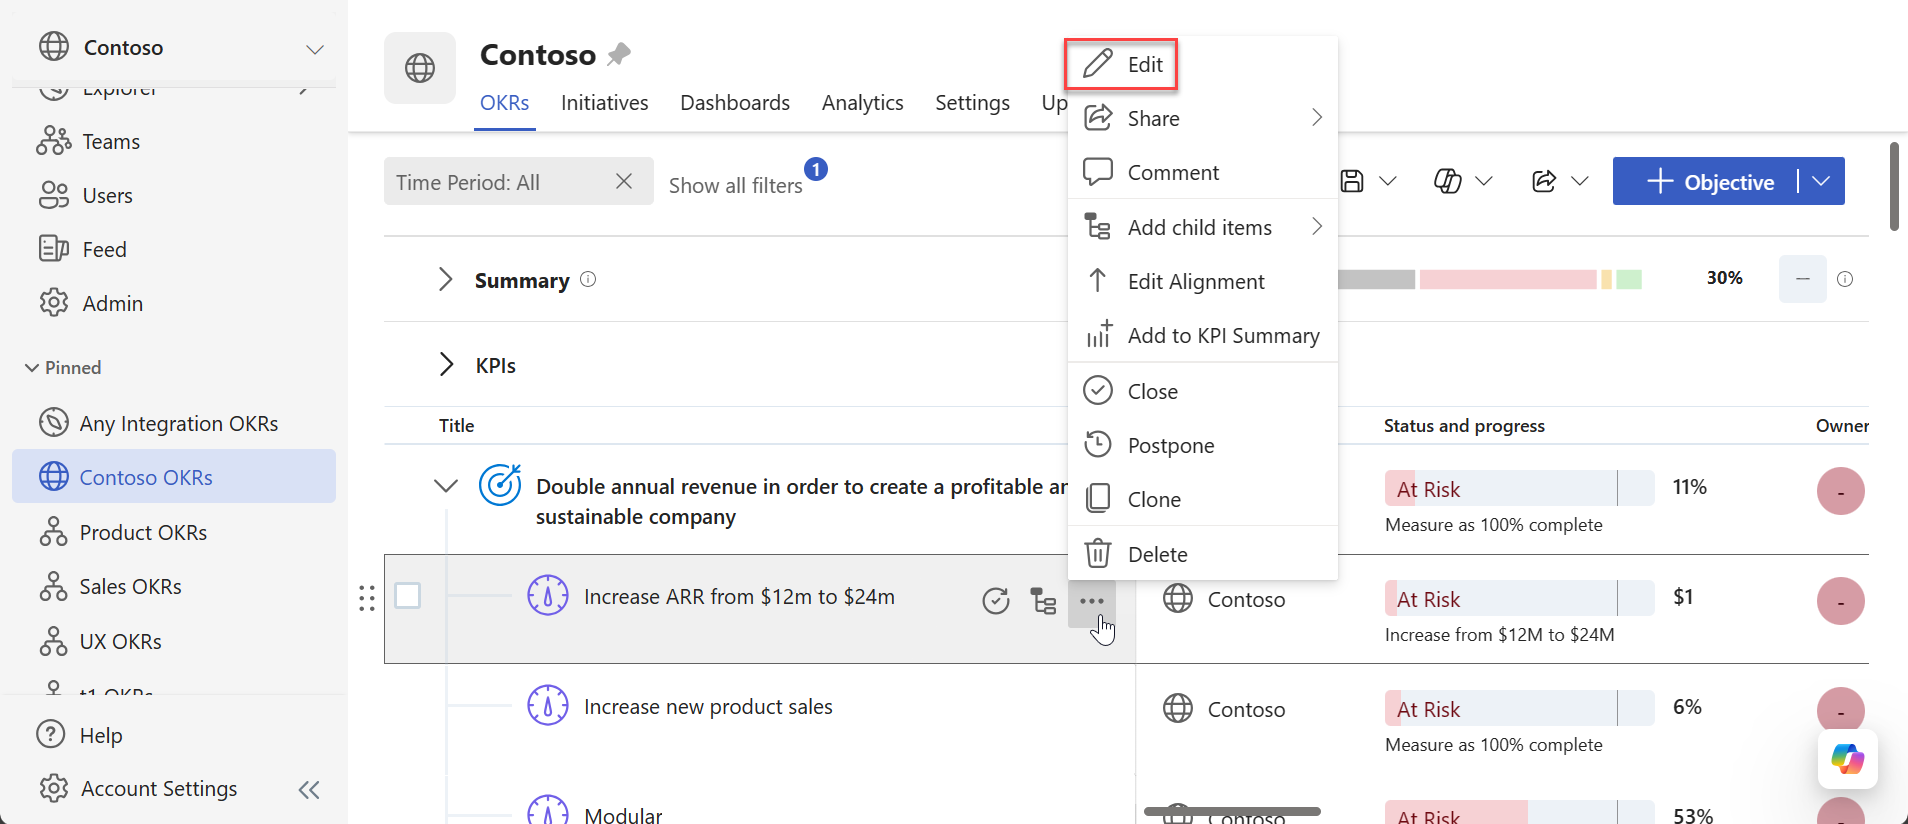 Contoso
Explorer
Teams
Users
Feed
Admin
Pinned
Any Integration OKRs
Contoso OKRs
Product OKRs
Sales OKRs
UX OKRs
t1 OKRs
Help
Account Settings
Contoso
OKRs Initiatives Dashboards Analytics Settings Up
Time Period: All
Show all filters
1
Objective
Edit
Share
Comment
Add child items
Edit Alignment
Add to KPI Summary
Close
Postpone
Clone
Delete
Summary
30%
KPIs
Title Status and progress Owner
Double annual revenue in order to create a profitable an
sustainable company
At Risk 11%
Measure as 100% complete
-
Increase ARR from $12m to $24m
Contoso
At Risk $1
Increase from $12M to $24M
-
Increase new product sales
Contoso
At Risk 6%
Measure as 100% complete
-
Modular
Contoso
At Risk 53%
-